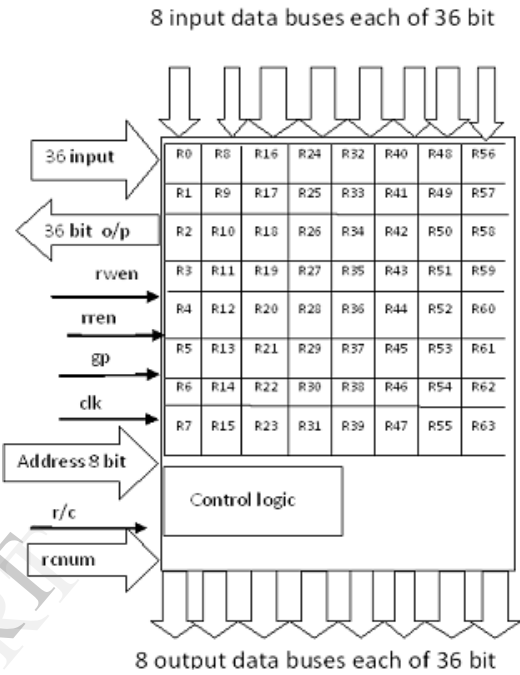 8 input data buses each of 36 bit
36 input
R0 R8 R16 R24 R32 R40 R48 R56
R1 R9 R17 R25 R33 R41 R49 R57
36 bit o/p
R2 R10 R18 R26 R34 R42 R50 R58
rwen
R3 R11 R19 R27 R35 R43 R51 R59
rren
R4 R12 R20 R28 R36 R44 R52 R60
gp
R5 R13 R21 R29 R37 R45 R53 R61
clk
R6 R14 R22 R30 R38 R46 R54 R62
R7 R15 R23 R31 R39 R47 R55 R63
Address 8 bit
Control logic
r/c
rcnum
8 output data buses each of 36 bit